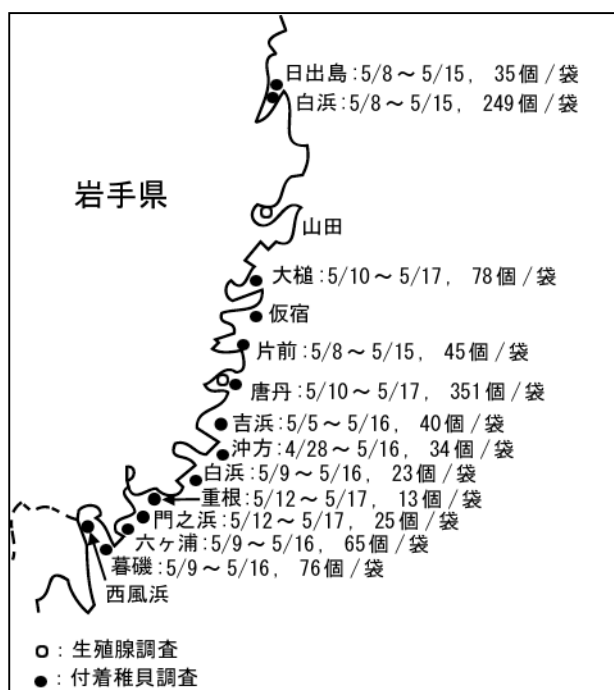 日出島:5/8～5/15, 35個/袋
白浜:5/8～5/15, 249個/袋
岩手県
山田
大槌:5/10～5/17, 78個/袋
仮宿
片前:5/8～5/15, 45個/袋
唐丹:5/10～5/17, 351個/袋
吉浜:5/5～5/16, 40個/袋
沖方:4/28～5/16, 34個/袋
白浜:5/9～5/16, 23個/袋
重根:5/12～5/17, 13個/袋
門之浜:5/12～5/17, 25個/袋
六ヶ浦:5/9～5/16, 65個/袋
暮磯:5/9～5/16, 76個/袋
西風浜
○:生殖腺調査
●:付着稚貝調査